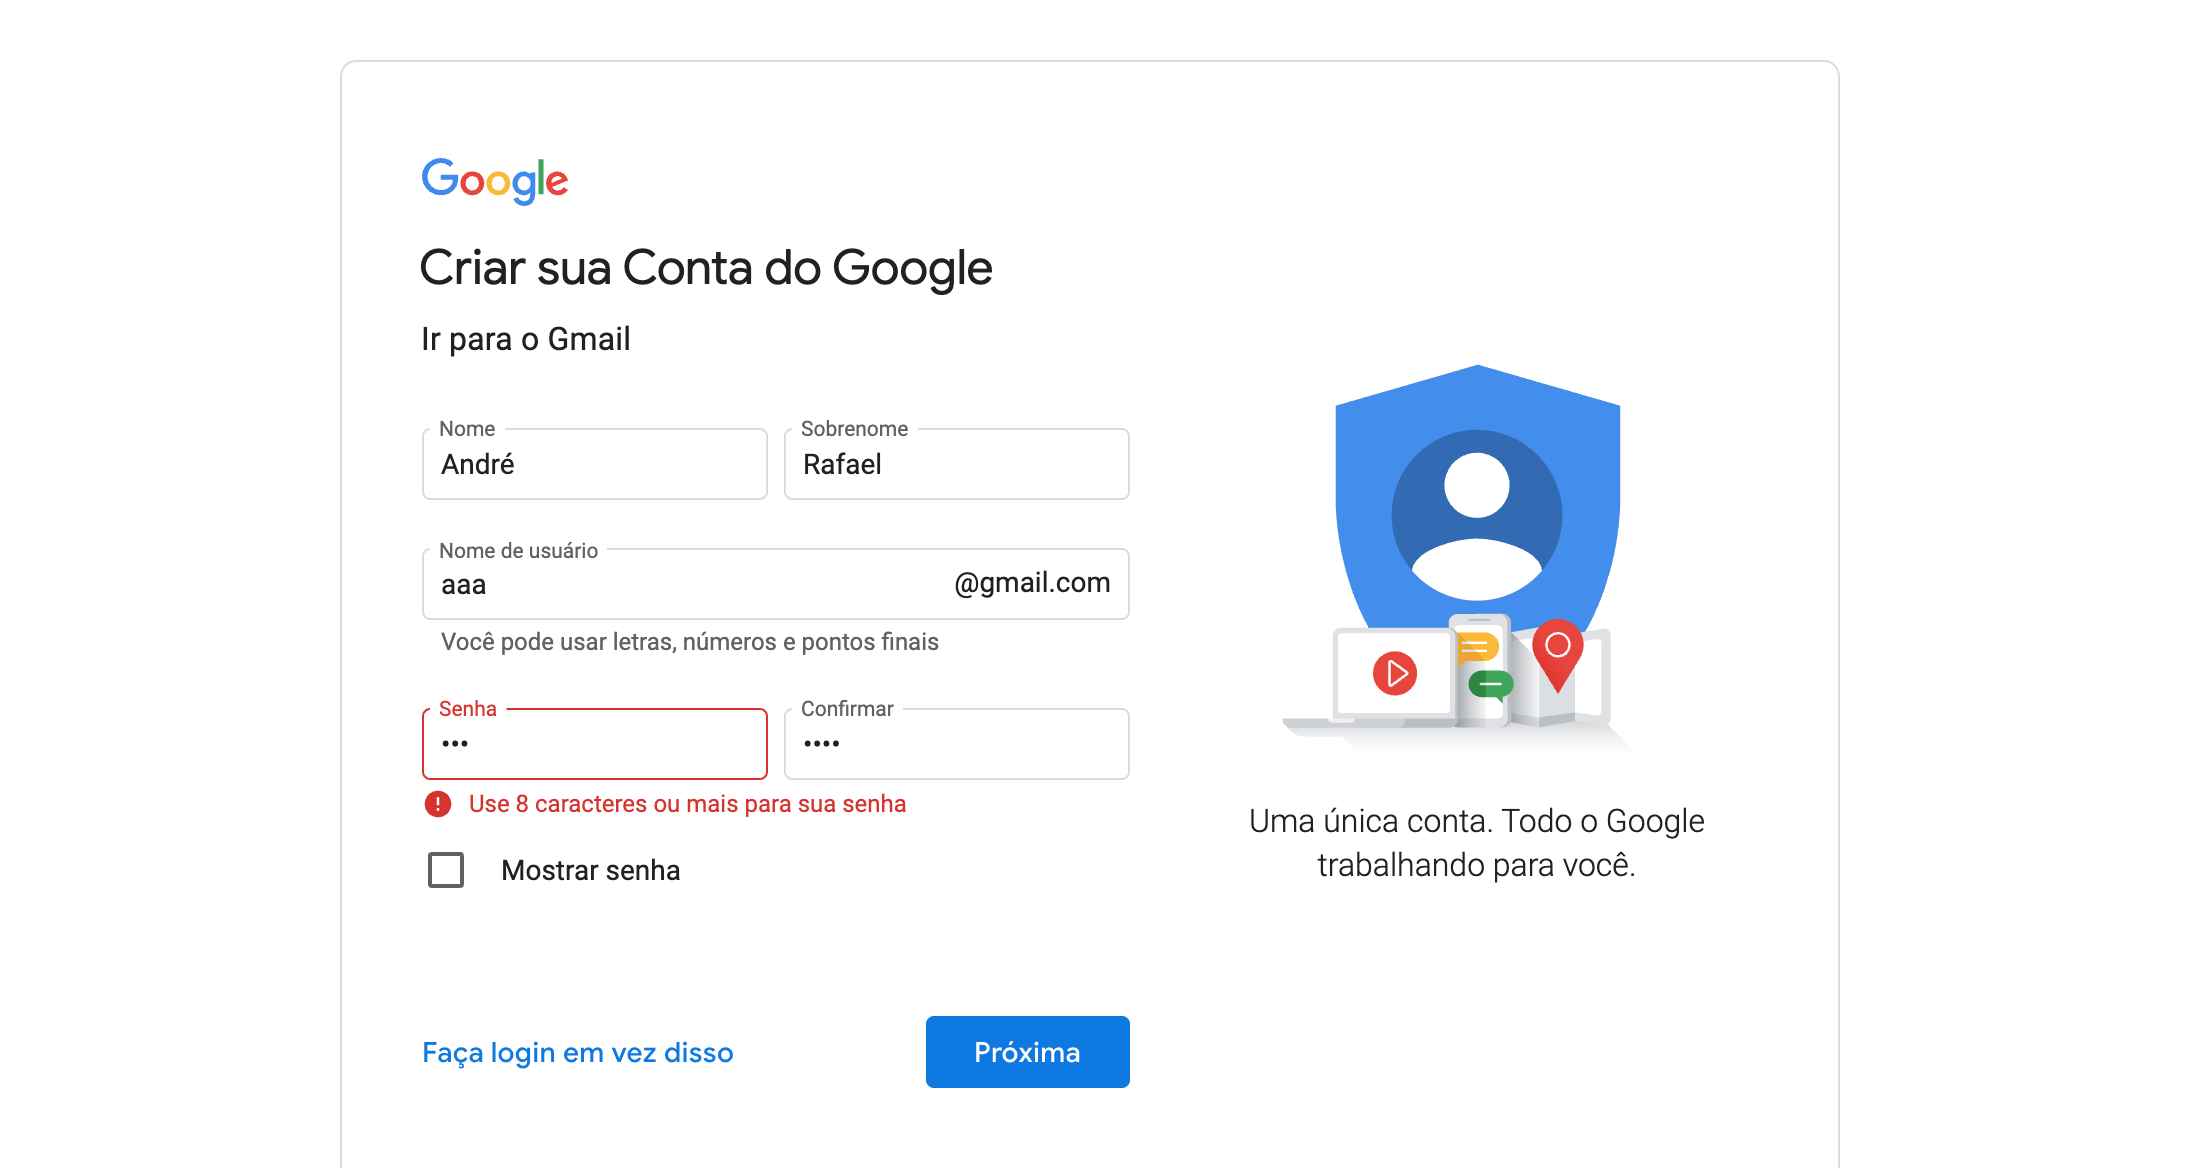 Google
Criar sua Conta do Google
Ir para o Gmail
Nome
André
Sobrenome
Rafael
Nome de usuário
aaa
@gmail.com
Você pode usar letras, números e pontos finais
Senha
•••
Confirmar
••••
Use 8 caracteres ou mais para sua senha
Mostrar senha
Faça login em vez disso
Próxima
Uma única conta. Todo o Google
trabalhando para você.